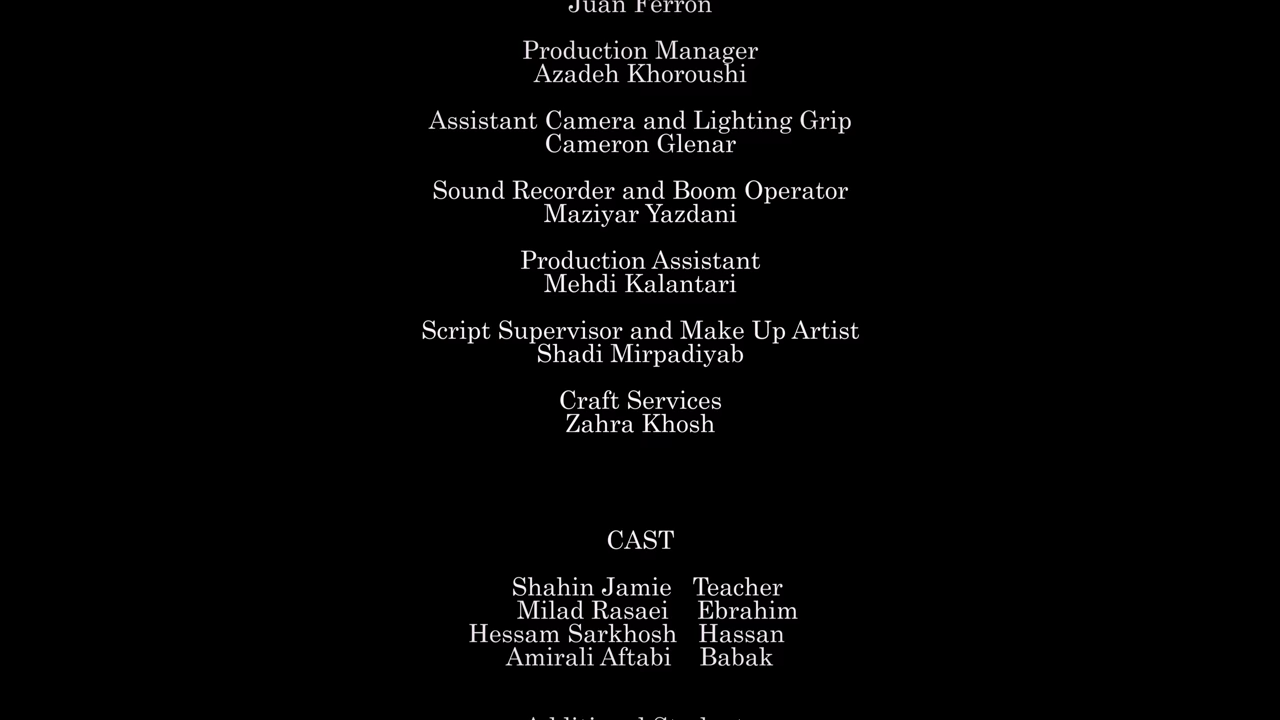 Juan Ferron
Production Manager
Azadeh Khoroushi
Assistant Camera and Lighting Grip
Cameron Glenar
Sound Recorder and Boom Operator
Maziyar Yazdani
Production Assistant
Mehdi Kalantari
Script Supervisor and Make Up Artist
Shadi Mirpadiyab
Craft Services
Zahra Khosh
CAST
Shahin Jamie Teacher
Milad Rasaei Ebrahim
Hessam Sarkhosh Hassan
Amirali Aftabi Babak